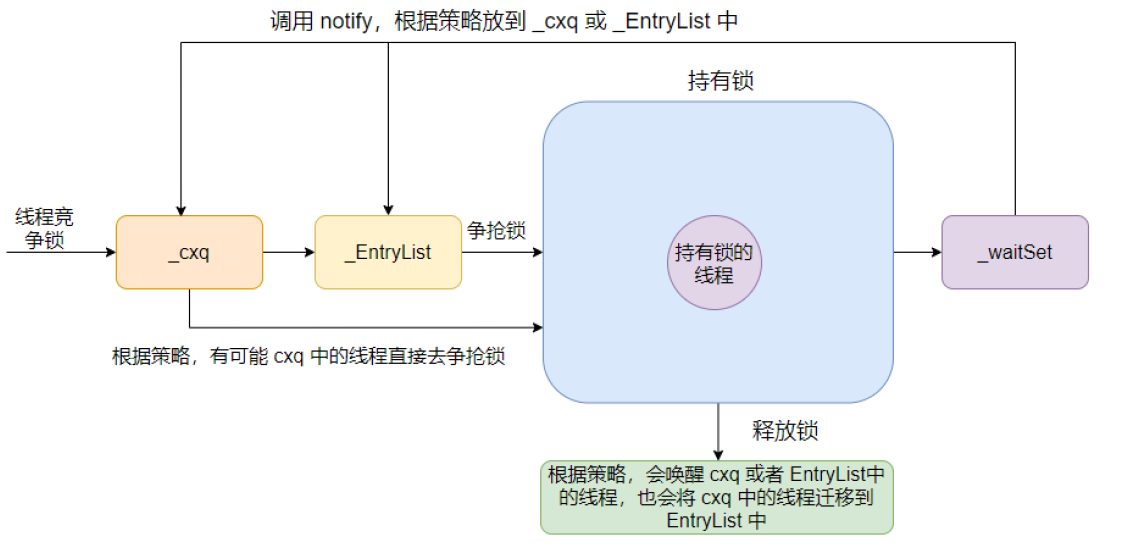 调用 notify，根据策略放到 _cxq 或 _EntryList 中
持有锁
线程竞
争锁
_cxq
_EntryList
争抢锁
持有锁的
线程
_waitSet
根据策略，有可能 cxq 中的线程直接去争抢锁
释放锁
根据策略，会唤醒 cxq 或者 EntryList中
的线程，也会将 cxq 中的线程迁移到
EntryList 中